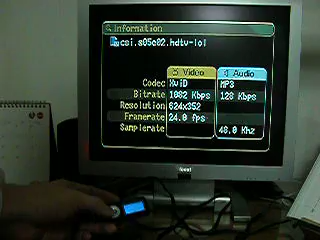 Information
csi.s05e02.hdtv-lol
Video Audio
Codec XviD MP3
Bitrate 1082 Kbps 128 Kbps
Resolution 624x352
Framerate 24.0 fps
Samplerate 48.0 Khz